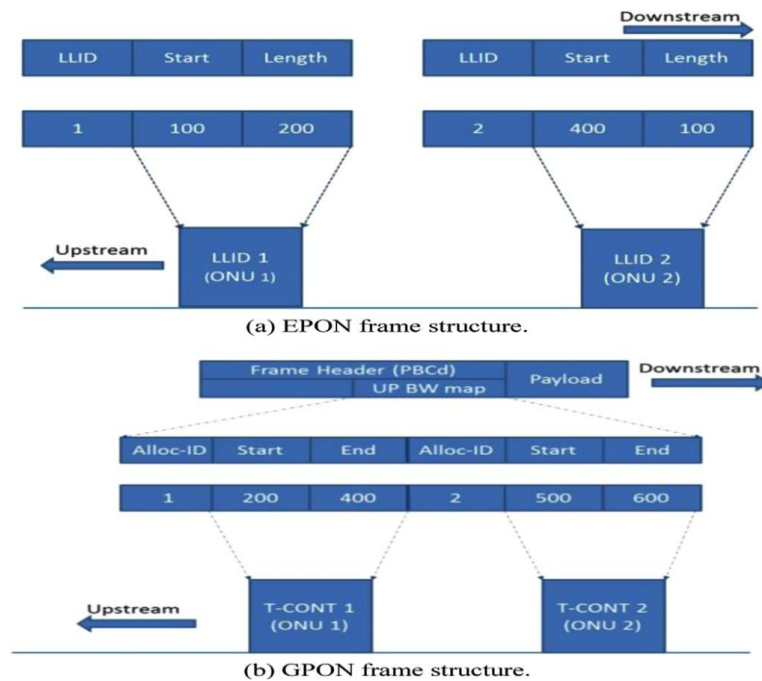 Downstream
LLID Start Length LLID Start Length
1 100 200 2 400 100
Upstream
LLID 1
(ONU 1)
LLID 2
(ONU 2)
(a) EPON frame structure.
Frame Header (PBCd)
UP BW map
Payload
Downstream
Alloc-ID Start End Alloc-ID Start End
1 200 400 2 500 600
Upstream
T-CONT 1
(ONU 1)
T-CONT 2
(ONU 2)
(b) GPON frame structure.